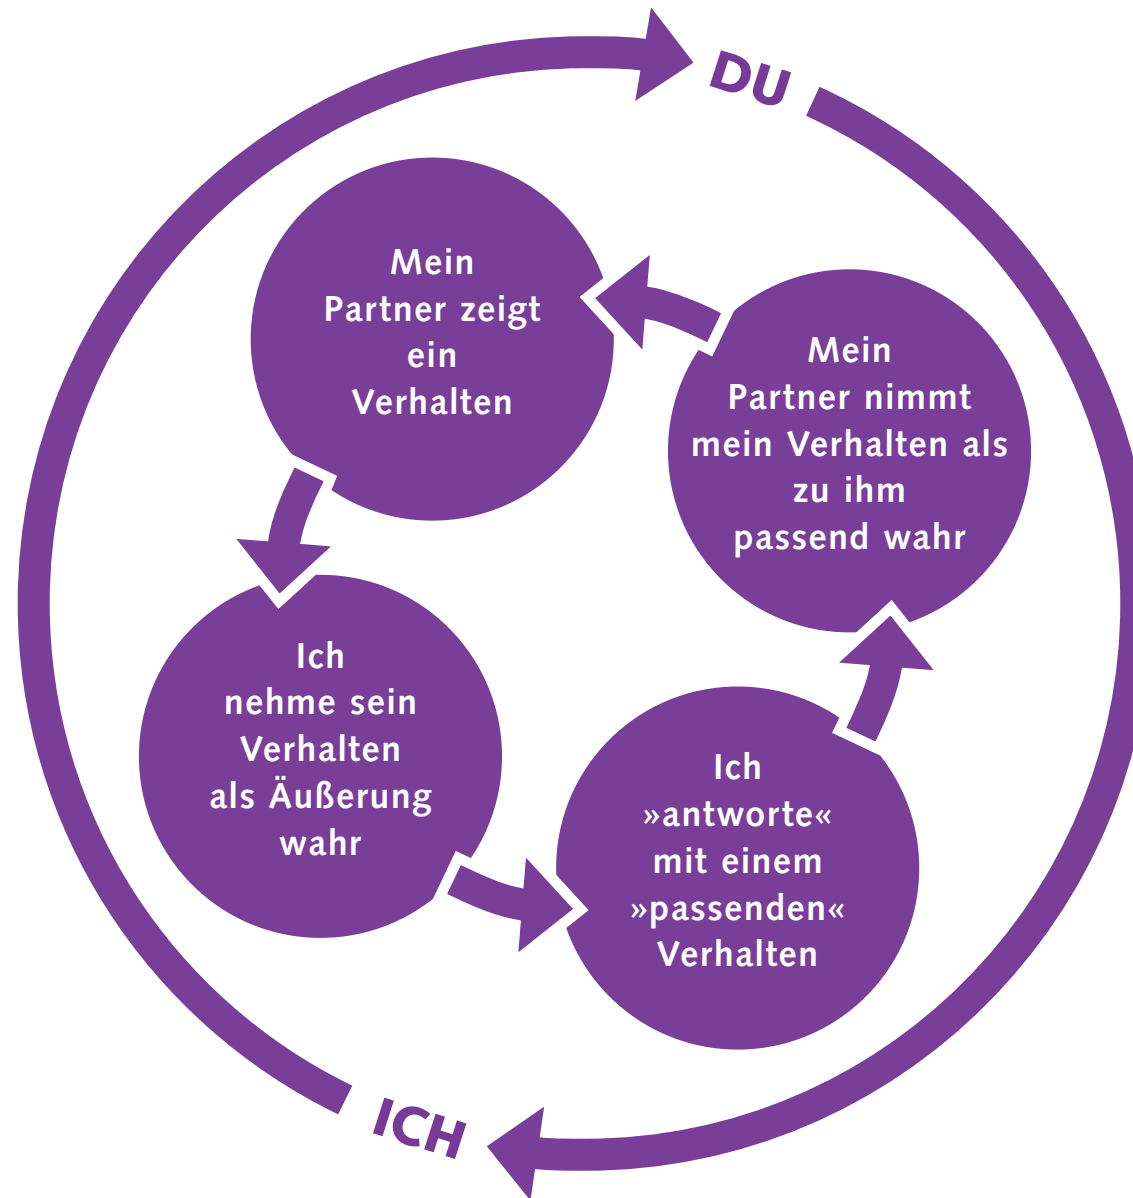 DU
Mein
Partner zeigt
ein
Verhalten
Mein
Partner nimmt
mein Verhalten als
zu ihm
passend wahr
Ich
nehme sein
Verhalten
als Äußerung
wahr
Ich
»antworte«
mit einem
»passenden«
Verhalten
ICH